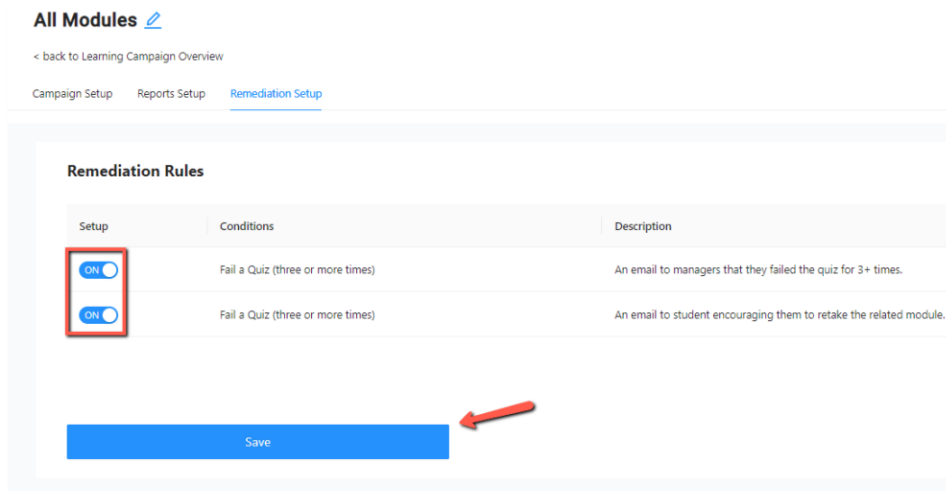 All Modules
< back to Learning Campaign Overview
Campaign Setup Reports Setup Remediation Setup
Remediation Rules
Setup Conditions Description
ON Fail a Quiz (three or more times) An email to managers that they failed the quiz for 3+ times.
ON Fail a Quiz (three or more times) An email to student encouraging them to retake the related module.
Save